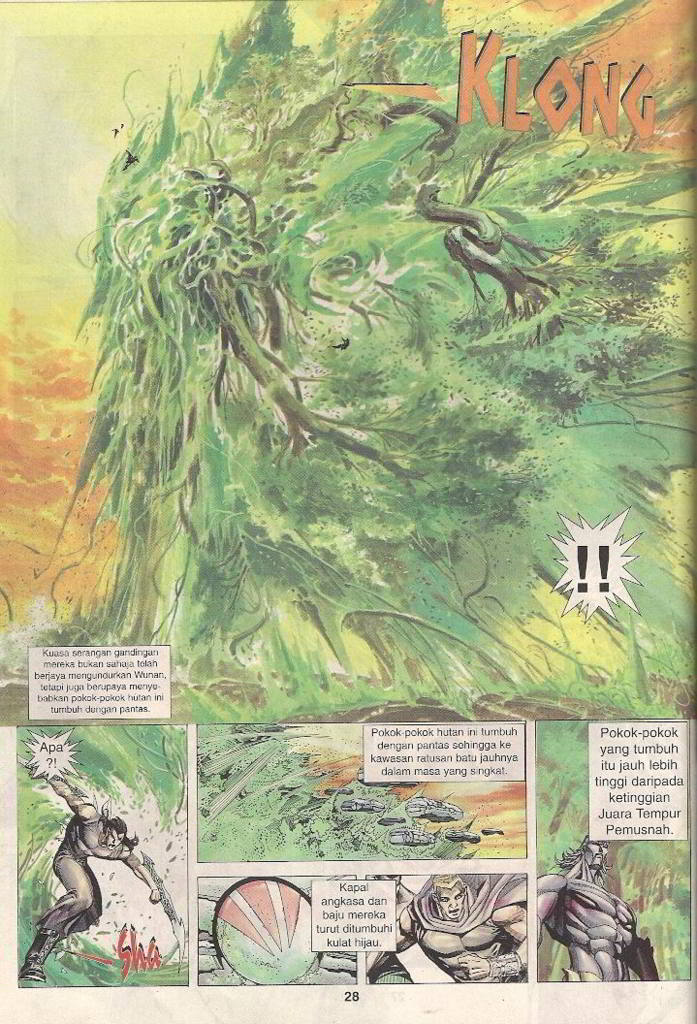 KLONG
!!
Kuasa serangan gandingan
mereka bukan sahaja telah
berjaya mengundurkan Wunan,
tetapi juga berupaya menye-
babkan pokok-pokok hutan ini
tumbuh dengan pantas.
Apa
?!
Sha
Pokok-pokok hutan ini tumbuh
dengan pantas sehingga ke
kawasan ratusan batu jauhnya
dalam masa yang singkat.
Kapal
angkasa dan
baju mereka
turut ditumbuhi
kulat hijau.
Pokok-pokok
yang tumbuh
itu jauh lebih
tinggi daripada
ketinggian
Juara Tempur
Pemusnah.
28